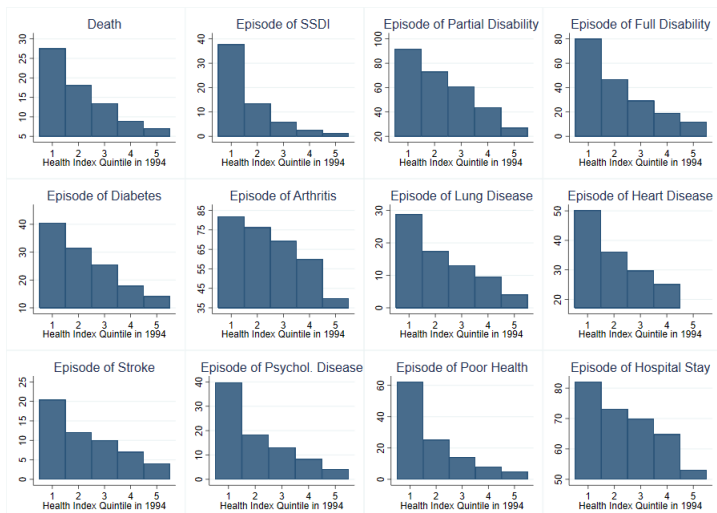 Death
30
25
20
15
10
5
1 2 3 4 5
Health Index Quintile in 1994
Episode of SSDI
40
30
20
10
0
1 2 3 4 5
Health Index Quintile in 1994
Episode of Partial Disability
100
80
60
40
20
1 2 3 4 5
Health Index Quintile in 1994
Episode of Full Disability
80
60
40
20
0
1 2 3 4 5
Health Index Quintile in 1994
Episode of Diabetes
40
30
20
10
1 2 3 4 5
Health Index Quintile in 1994
Episode of Arthritis
85
75
65
55
45
35
1 2 3 4 5
Health Index Quintile in 1994
Episode of Lung Disease
30
20
10
0
1 2 3 4 5
Health Index Quintile in 1994
Episode of Heart Disease
50
40
30
20
1 2 3 4 5
Health Index Quintile in 1994
Episode of Stroke
25
20
15
10
5
0
1 2 3 4 5
Health Index Quintile in 1994
Episode of Psychol. Disease
40
30
20
10
0
1 2 3 4 5
Health Index Quintile in 1994
Episode of Poor Health
60
40
20
0
1 2 3 4 5
Health Index Quintile in 1994
Episode of Hospital Stay
80
70
60
50
1 2 3 4 5
Health Index Quintile in 1994